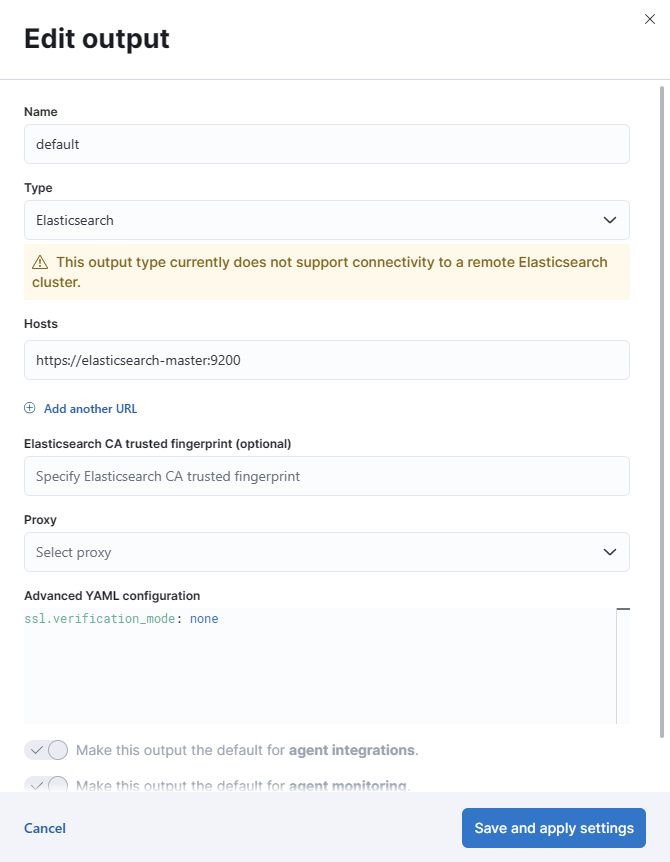 Edit output
Name
default
Type
Elasticsearch
This output type currently does not support connectivity to a remote Elasticsearch
cluster.
Hosts
https://elasticsearch-master:9200
Add another URL
Elasticsearch CA trusted fingerprint (optional)
Specify Elasticsearch CA trusted fingerprint
Proxy
Select proxy
Advanced YAML configuration
ssl.verification_mode: none
Make this output the default for agent integrations.
Make this output the default for agent monitoring.
Cancel
Save and apply settings